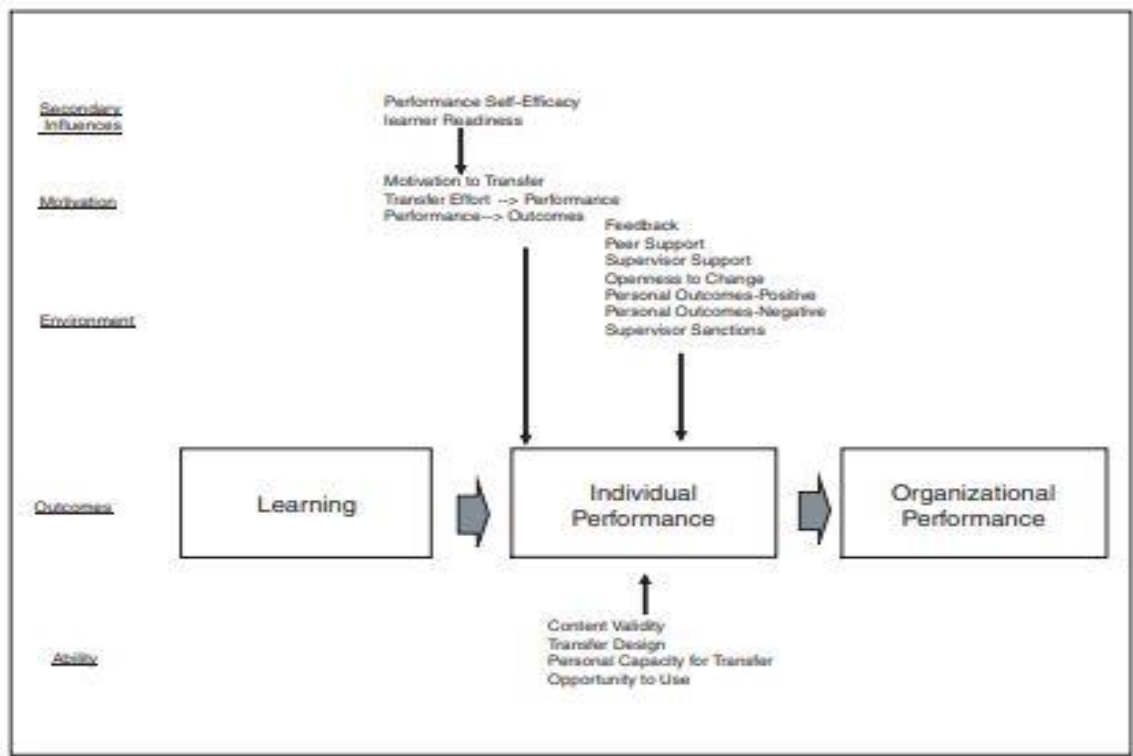 Secondary
Influences
Performance Self-Efficacy
learner Readiness
Motivation
Motivation to Transfer
Transfer Effort --> Performance
Performance--> Outcomes
Environment
Feedback
Peer Support
Supervisor Support
Openness to Change
Personal Outcomes-Positive
Personal Outcomes-Negative
Supervisor Sanctions
Outcomes
Learning
Individual
Performance
Organizational
Performance
Ability
Content Validity
Transfer Design
Personal Capacity for Transfer
Opportunity to Use